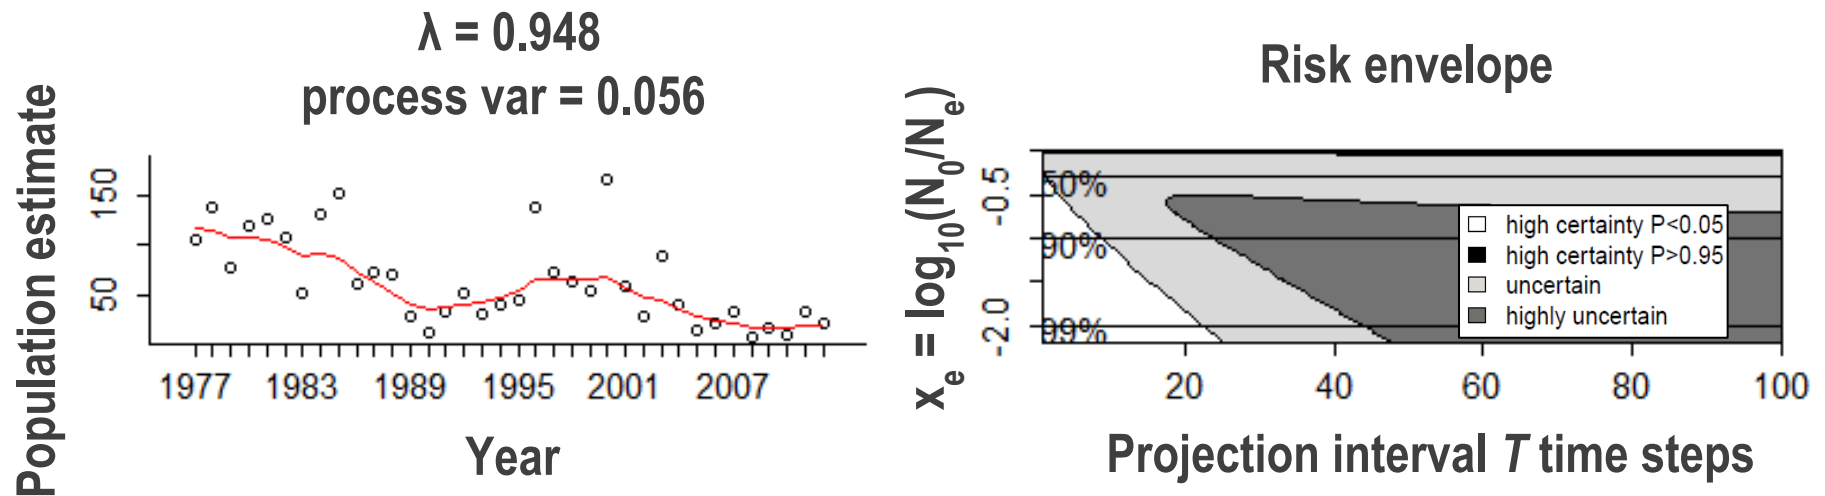 λ = 0.948
process var = 0.056
Population estimate
150
50
1977 1983 1989 1995 2001 2007
Year
Risk envelope
xe = log10(N0/Ne)
-0.5
-2.0
50%
90%
99%
high certainty P<0.05
high certainty P>0.95
uncertain
highly uncertain
20 40 60 80 100
Projection interval T time steps